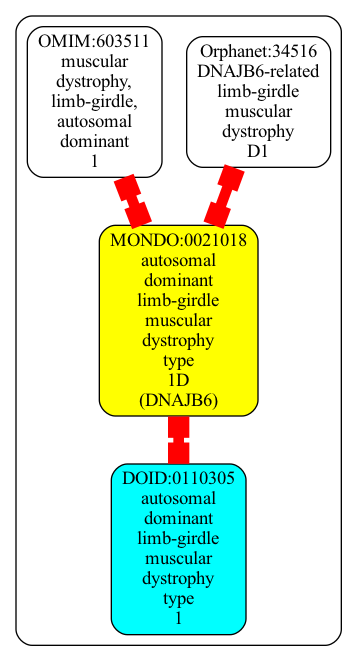 OMIM:603511
muscular
dystrophy,
limb-girdle,
autosomal
dominant
1
Orphanet:34516
DNAJB6-related
limb-girdle
muscular
dystrophy
D1
MONDO:0021018
autosomal
dominant
limb-girdle
muscular
dystrophy
type
1D
(DNAJB6)
DOID:0110305
autosomal
dominant
limb-girdle
muscular
dystrophy
type
1